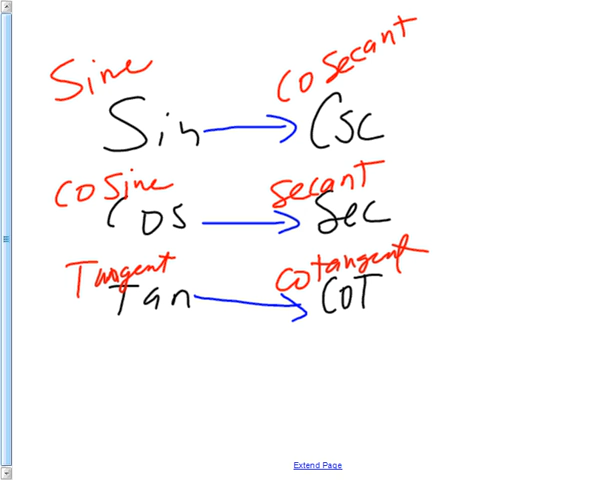 Sine cosecant
Sin Csc
cosine secant
Cos Sec
Tangent cotangent
Tan CoT
Extend Page